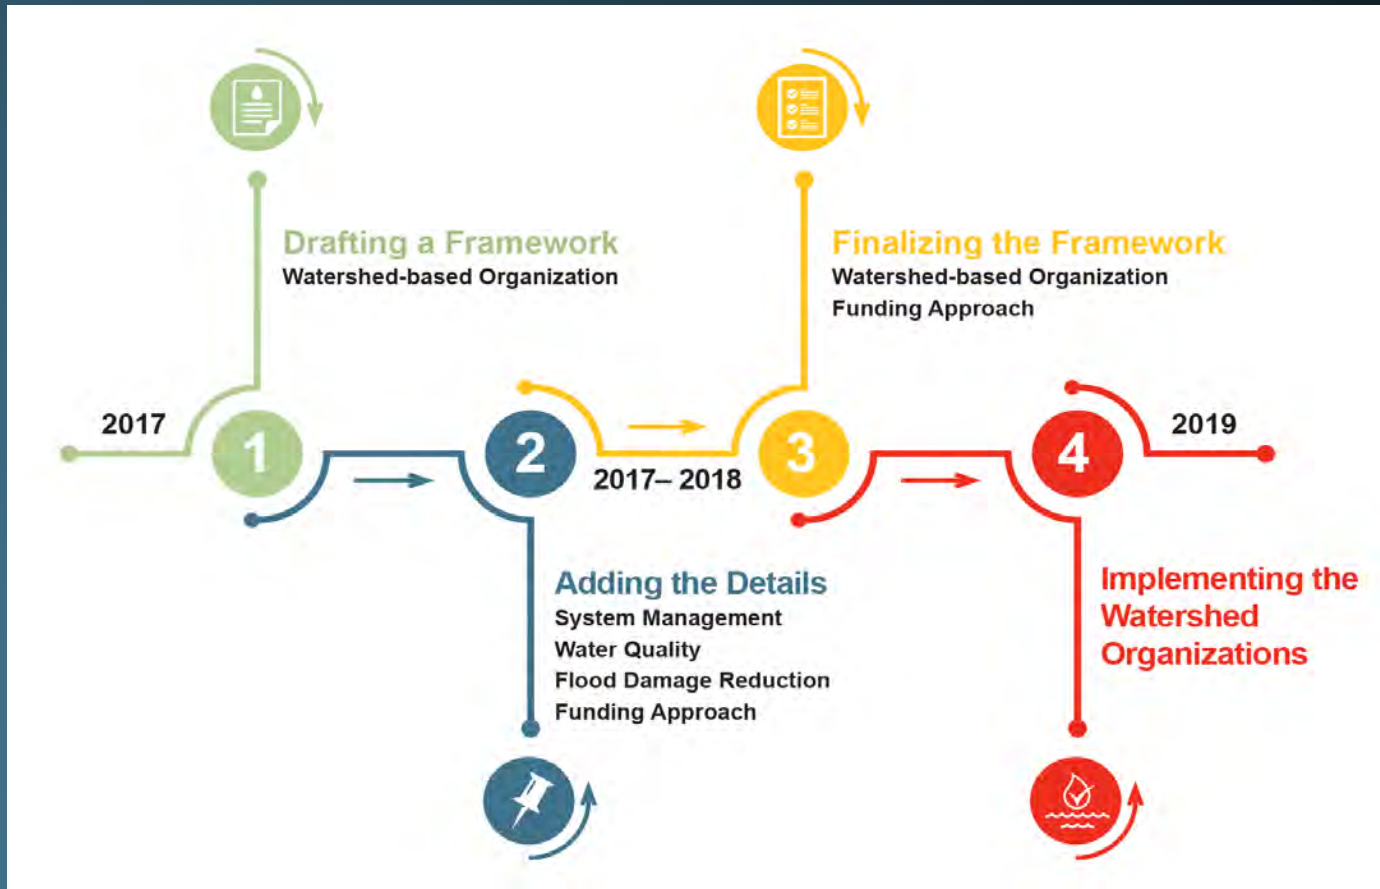 Drafting a Framework
Watershed-based Organization
Finalizing the Framework
Watershed-based Organization
Funding Approach
2017
1
2
2017– 2018
3
4
2019
Adding the Details
System Management
Water Quality
Flood Damage Reduction
Funding Approach
Implementing the
Watershed
Organizations